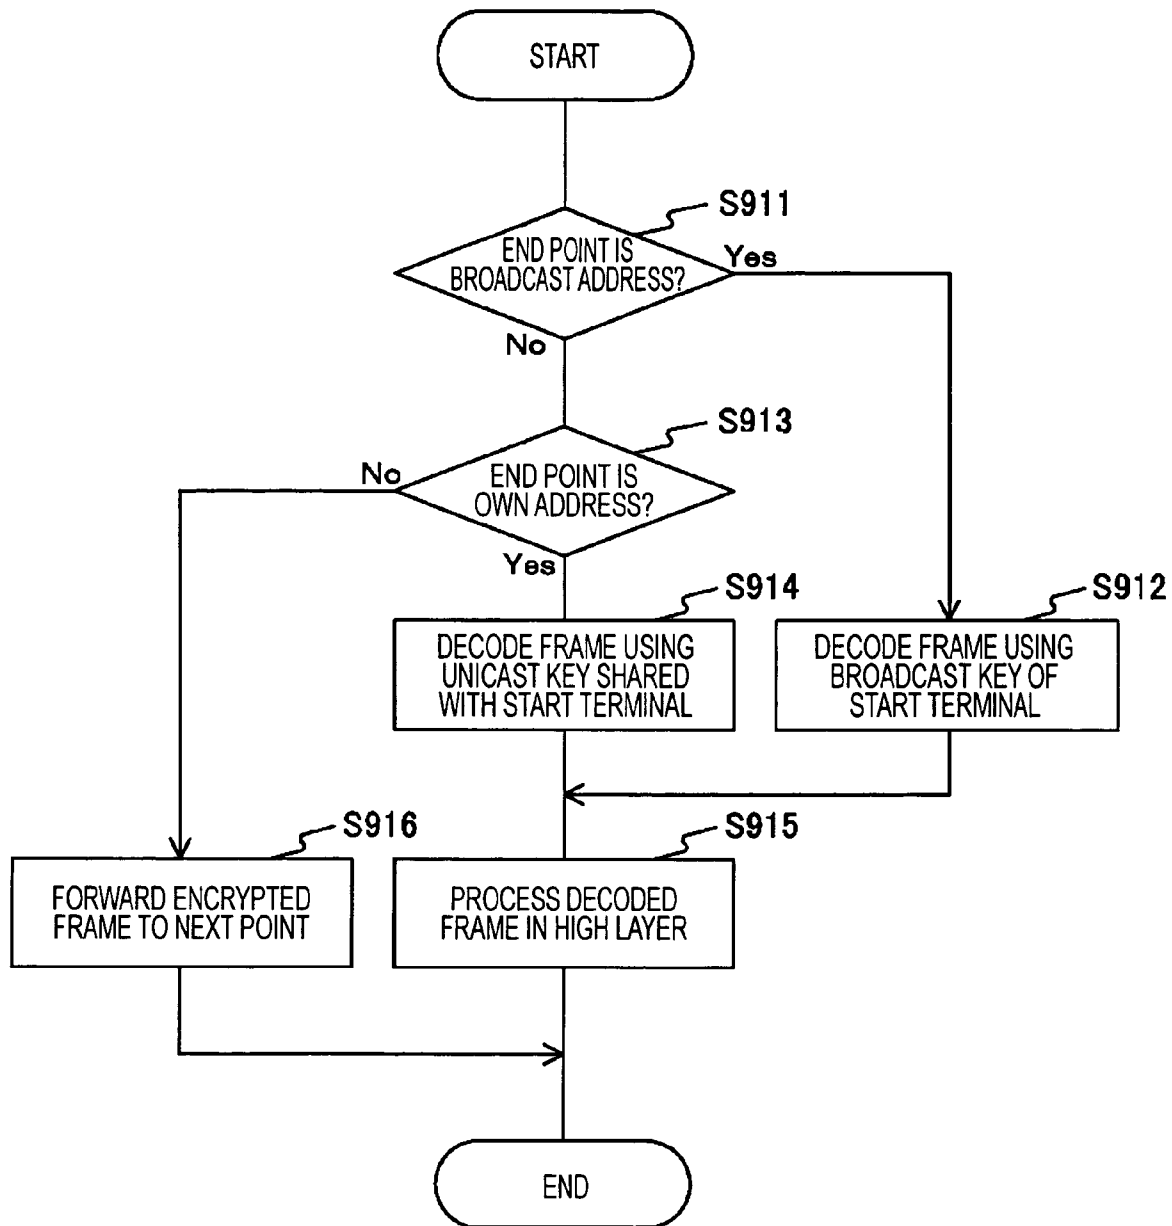 START
S911
END POINT IS
BROADCAST ADDRESS?
Yes
No
S913
No
END POINT IS
OWN ADDRESS?
Yes
S914
S912
DECODE FRAME USING
UNICAST KEY SHARED
WITH START TERMINAL
DECODE FRAME USING
BROADCAST KEY OF
START TERMINAL
S916
S915
FORWARD ENCRYPTED
FRAME TO NEXT POINT
PROCESS DECODED
FRAME IN HIGH LAYER
END